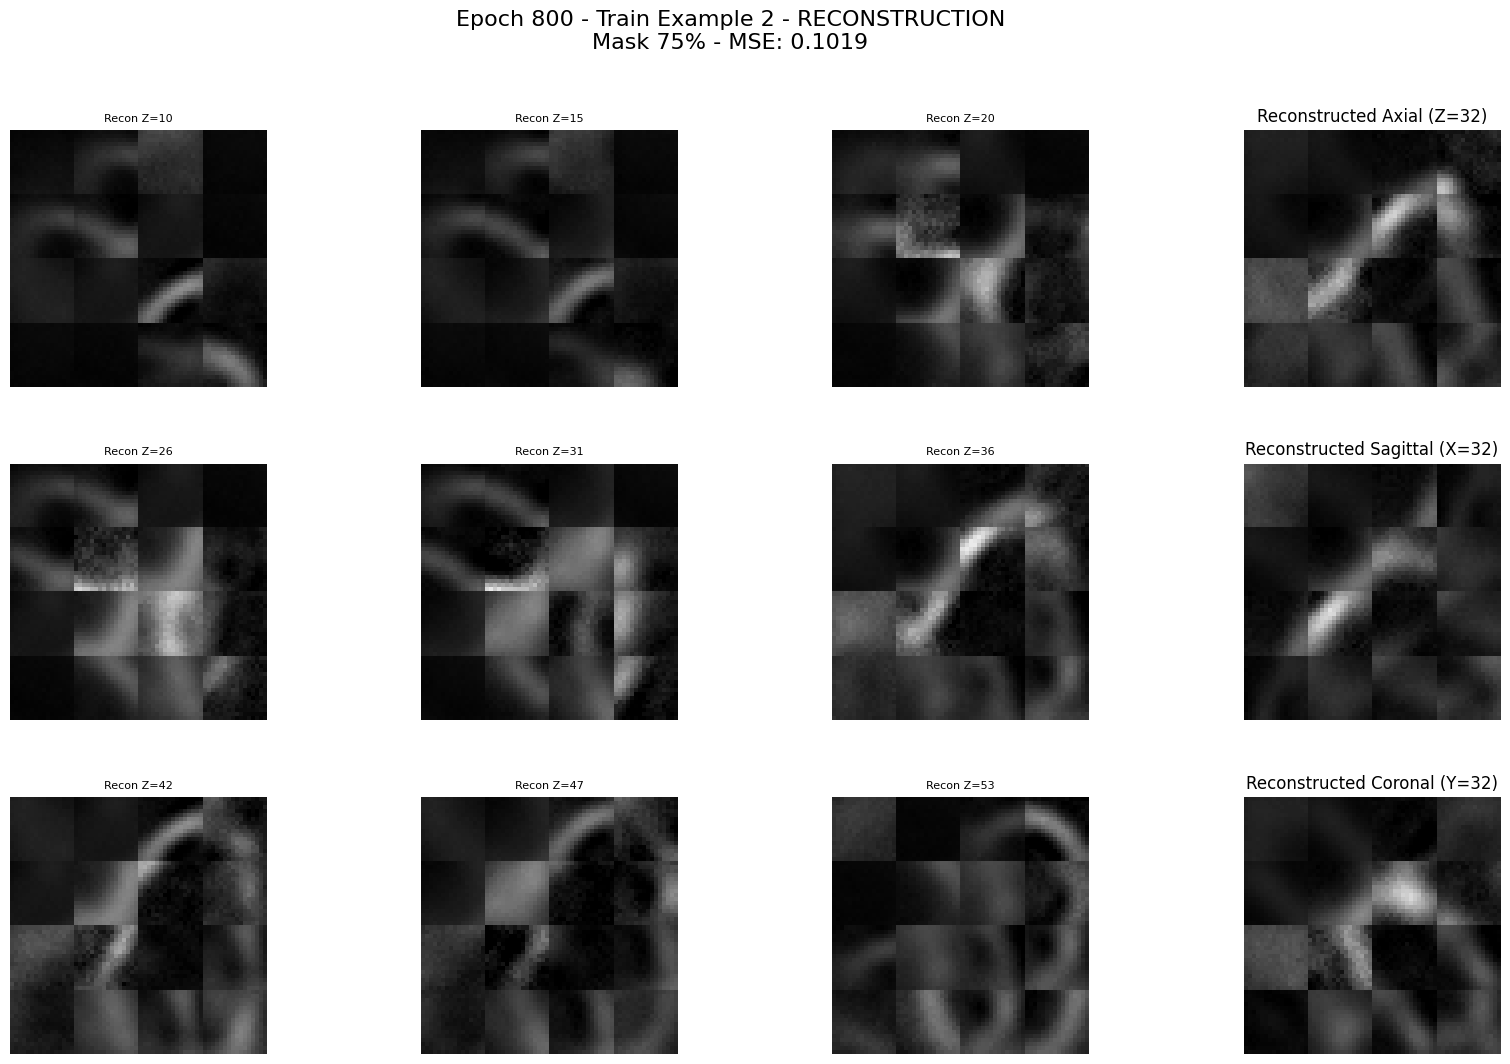 Epoch 800 - Train Example 2 - RECONSTRUCTION
Mask 75% - MSE: 0.1019
Recon Z=10
Recon Z=15
Recon Z=20
Reconstructed Axial (Z=32)
Recon Z=26
Recon Z=31
Recon Z=36
Reconstructed Sagittal (X=32)
Recon Z=42
Recon Z=47
Recon Z=53
Reconstructed Coronal (Y=32)